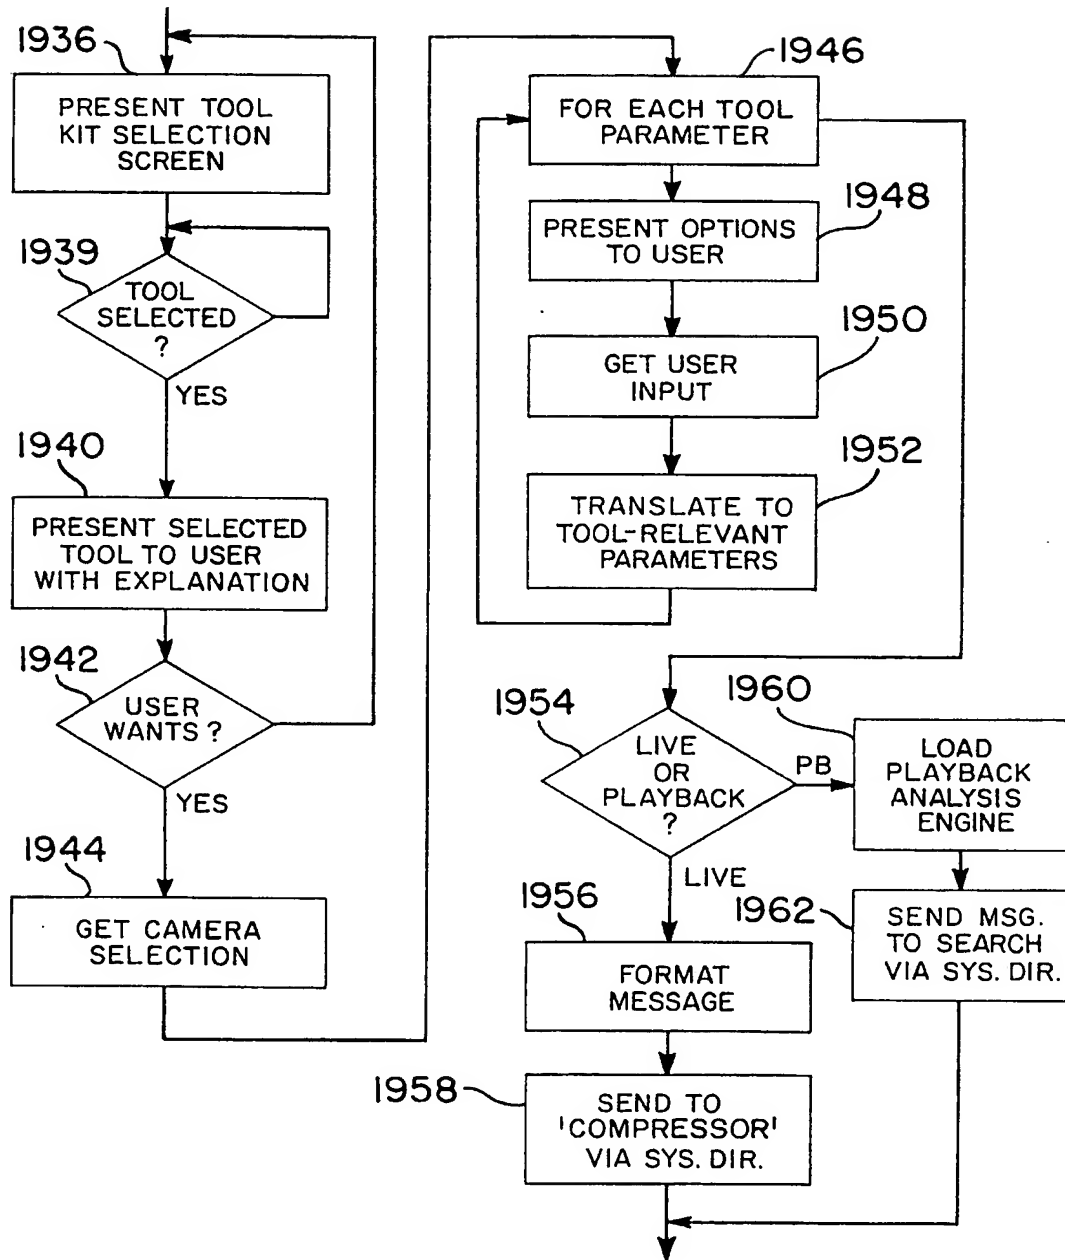 1936
PRESENT TOOL
KIT SELECTION
SCREEN
1939
TOOL
SELECTED
?
YES
1940
PRESENT SELECTED
TOOL TO USER
WITH EXPLANATION
1942
USER
WANTS ?
YES
1944
GET CAMERA
SELECTION
1946
FOR EACH TOOL
PARAMETER
1948
PRESENT OPTIONS
TO USER
1950
GET USER
INPUT
1952
TRANSLATE TO
TOOL-RELEVANT
PARAMETERS
1954
LIVE
OR
PLAYBACK
?
PB
LIVE
1960
LOAD
PLAYBACK
ANALYSIS
ENGINE
1962
SEND MSG.
TO SEARCH
VIA SYS. DIR.
1956
FORMAT
MESSAGE
1958
SEND TO
'COMPRESSOR'
VIA SYS. DIR.